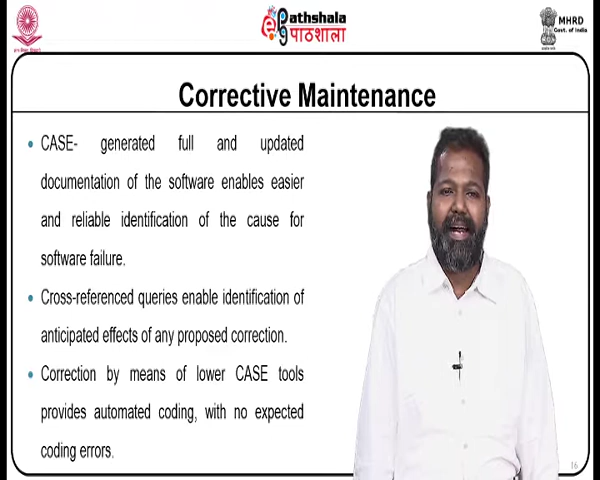 Pathshala
पाठशाला
MHRD
Govt. of India
Corrective Maintenance
• CASE- generated full and updated
documentation of the software enables easier
and reliable identification of the cause for
software failure.
• Cross-referenced queries enable identification of
anticipated effects of any proposed correction.
• Correction by means of lower CASE tools
provides automated coding, with no expected
coding errors.
16